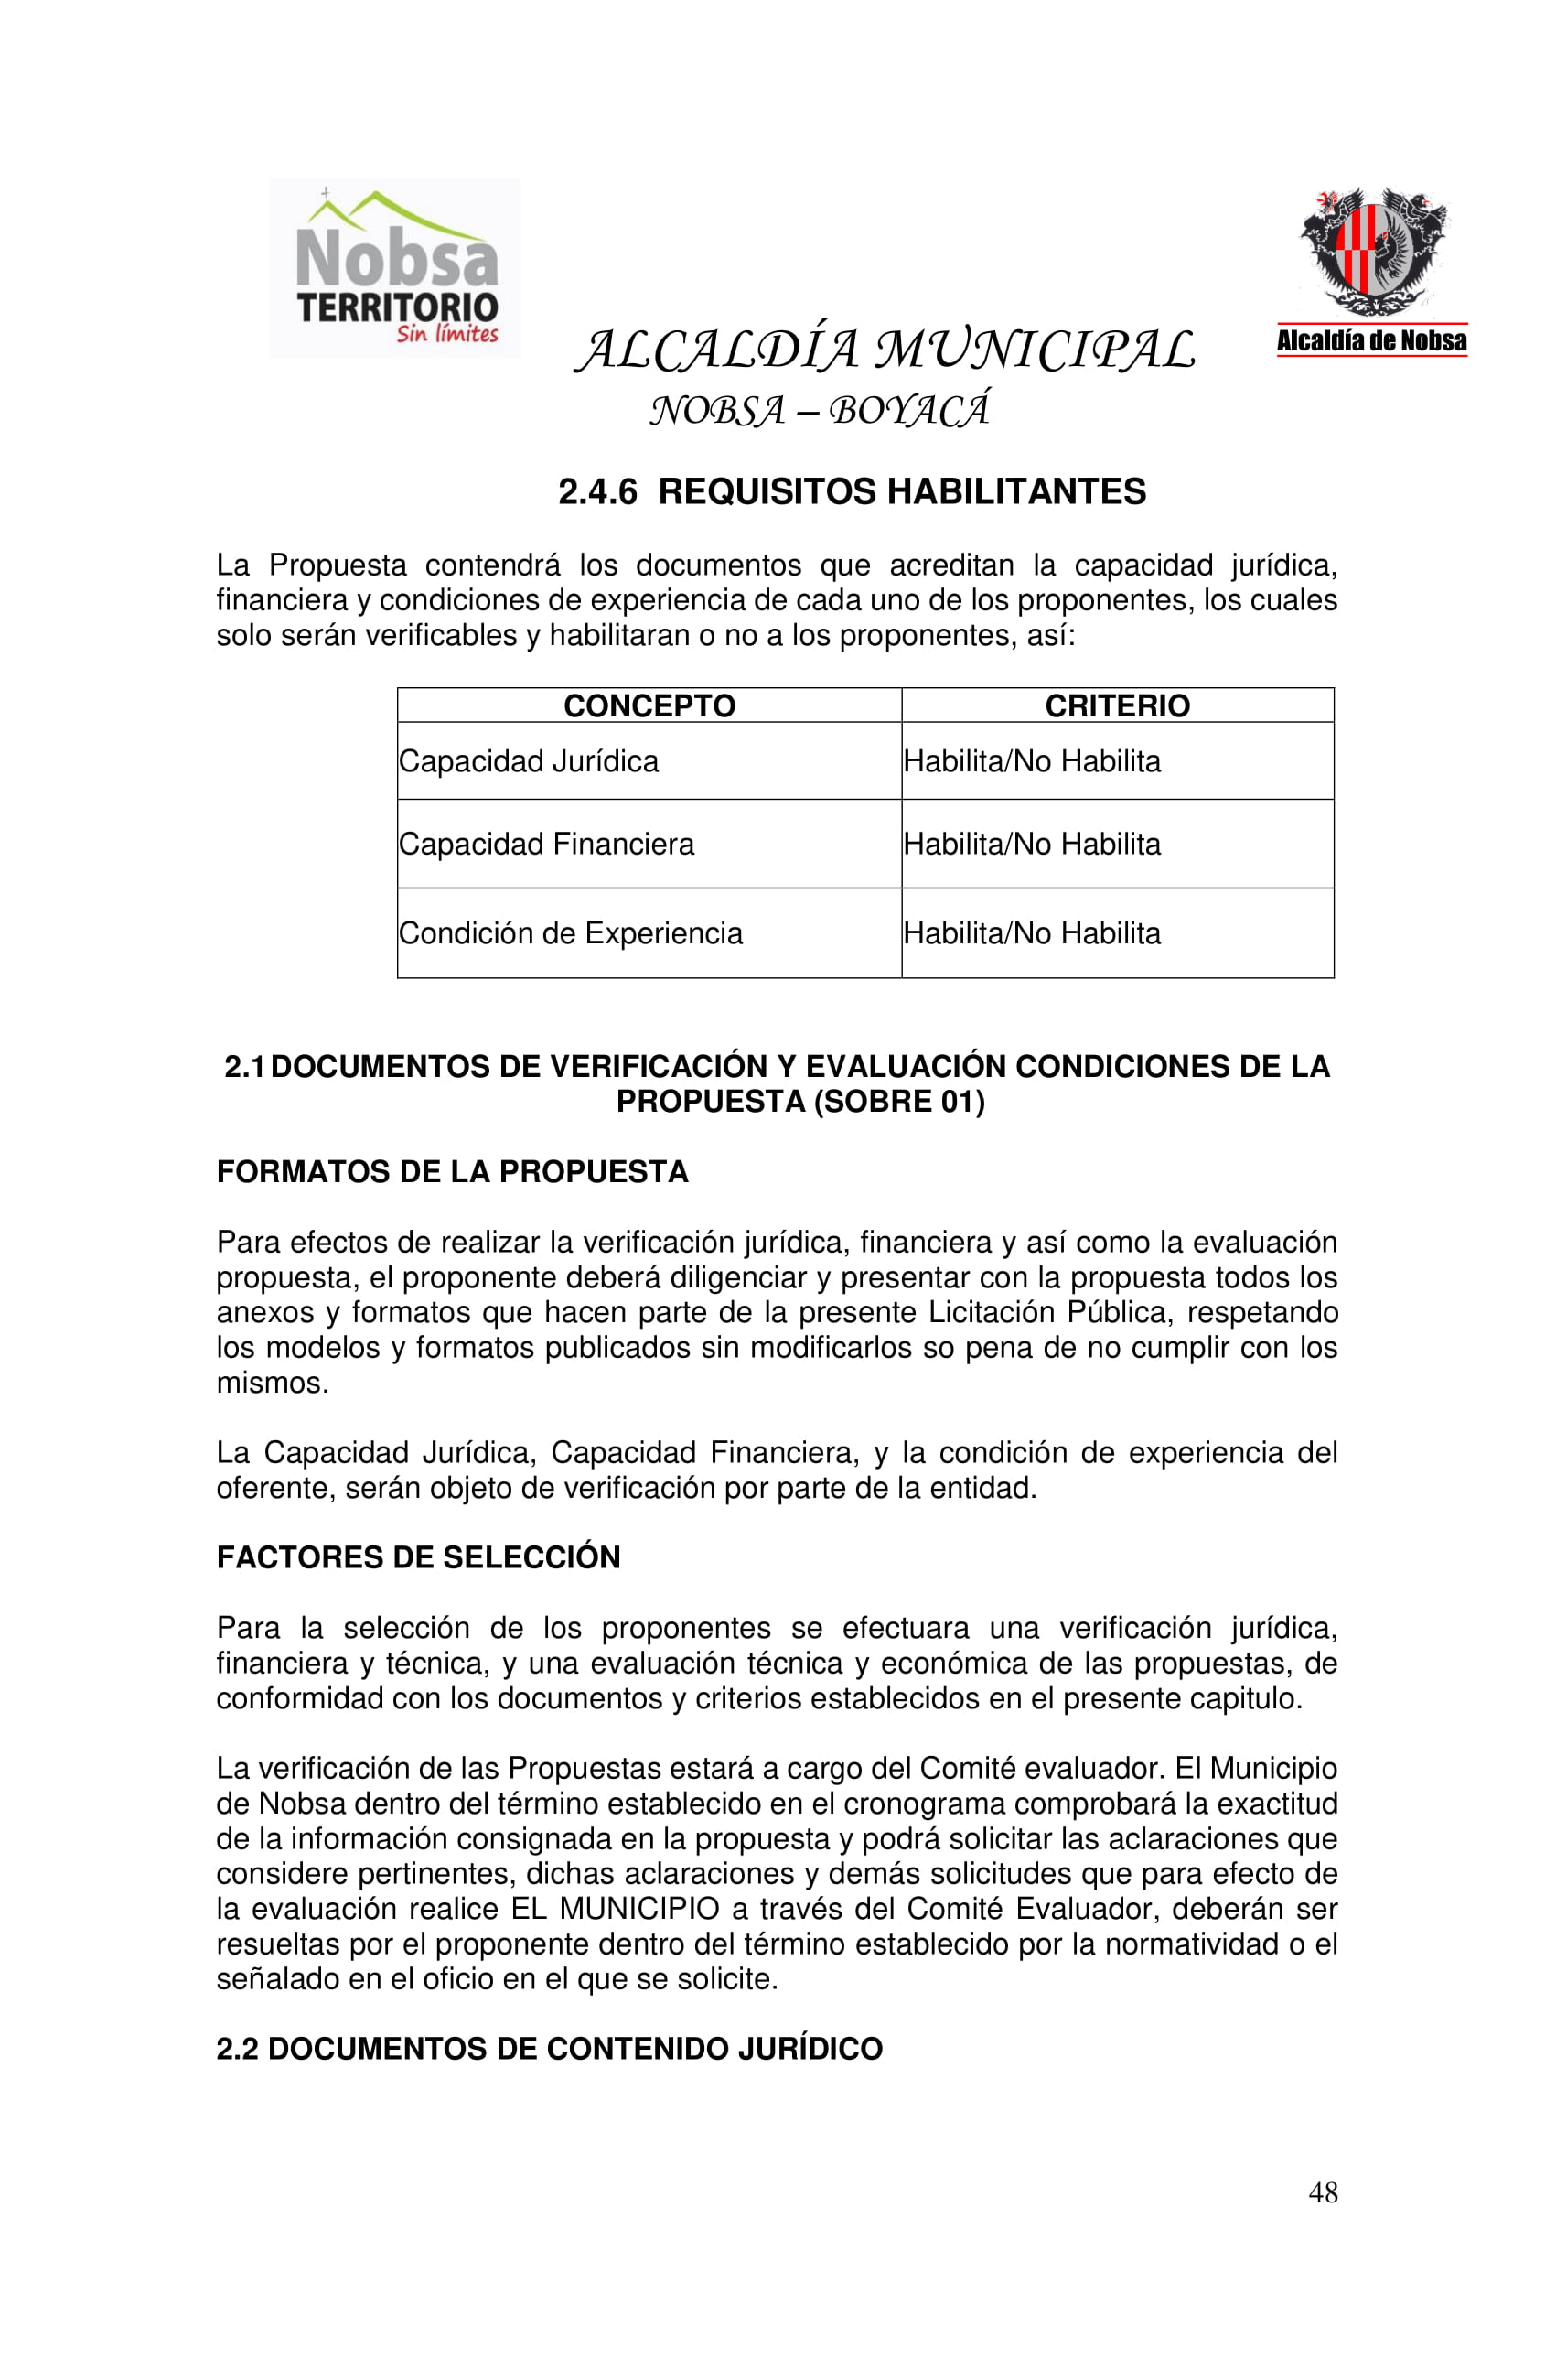 Nobsa
TERRITORIO
Sin límites
Alcaldía de Nobsa
ALCALDÍA MUNICIPAL
NOBSA – BOYACÁ
2.4.6 REQUISITOS HABILITANTES
La Propuesta contendrá los documentos que acreditan la capacidad jurídica,
financiera y condiciones de experiencia de cada uno de los proponentes, los cuales
solo serán verificables y habilitaran o no a los proponentes, así:
CONCEPTO CRITERIO
Capacidad Jurídica Habilita/No Habilita
Capacidad Financiera Habilita/No Habilita
Condición de Experiencia Habilita/No Habilita
2.1 DOCUMENTOS DE VERIFICACIÓN Y EVALUACIÓN CONDICIONES DE LA
PROPUESTA (SOBRE 01)
FORMATOS DE LA PROPUESTA
Para efectos de realizar la verificación jurídica, financiera y así como la evaluación
propuesta, el proponente deberá diligenciar y presentar con la propuesta todos los
anexos y formatos que hacen parte de la presente Licitación Pública, respetando
los modelos y formatos publicados sin modificarlos so pena de no cumplir con los
mismos.
La Capacidad Jurídica, Capacidad Financiera, y la condición de experiencia del
oferente, serán objeto de verificación por parte de la entidad.
FACTORES DE SELECCIÓN
Para la selección de los proponentes se efectuara una verificación jurídica,
financiera y técnica, y una evaluación técnica y económica de las propuestas, de
conformidad con los documentos y criterios establecidos en el presente capitulo.
La verificación de las Propuestas estará a cargo del Comité evaluador. El Municipio
de Nobsa dentro del término establecido en el cronograma comprobará la exactitud
de la información consignada en la propuesta y podrá solicitar las aclaraciones que
considere pertinentes, dichas aclaraciones y demás solicitudes que para efecto de
la evaluación realice EL MUNICIPIO a través del Comité Evaluador, deberán ser
resueltas por el proponente dentro del término establecido por la normatividad o el
señalado en el oficio en el que se solicite.
2.2 DOCUMENTOS DE CONTENIDO JURÍDICO
48